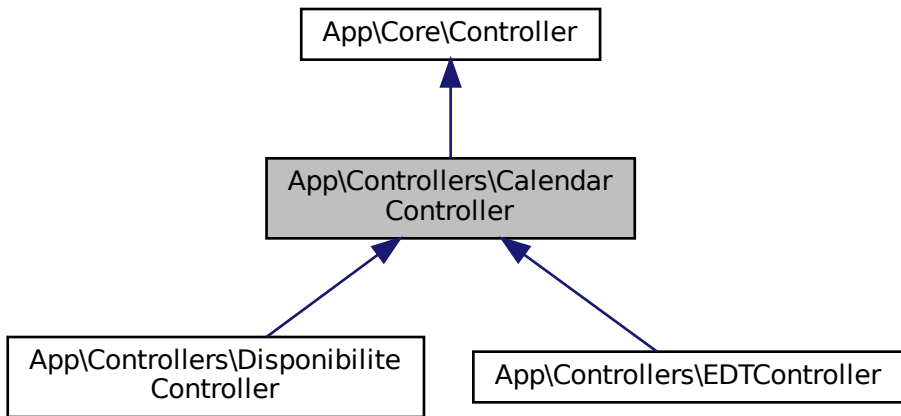 App\Core\Controller
App\Controllers\Calendar
Controller
App\Controllers\Disponibilite
Controller
App\Controllers\EDTController